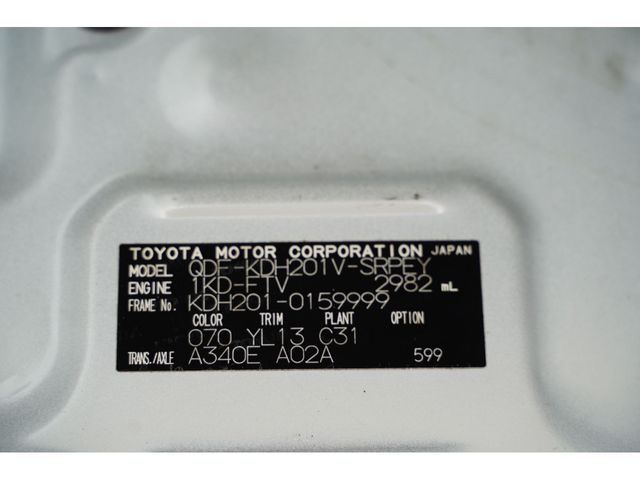 TOYOTA MOTOR CORPORATION JAPAN
MODEL QDF-KDH201V-SRPEY
ENGINE 1KD-FTV 2982 mL
FRAME No. KDH201-0159999
COLOR TRIM PLANT OPTION
070 YL13 C31
TRANS./AXLE A340E A02A 599